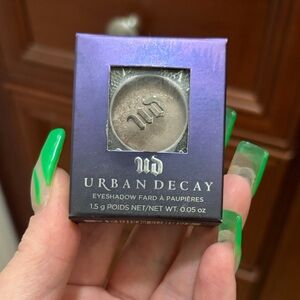 UD
UD
URBAN DECAY
EYESHADOW FARD À PAUPIÈRES
1.5 g POIDS NET/NET WT. 0.05 oz